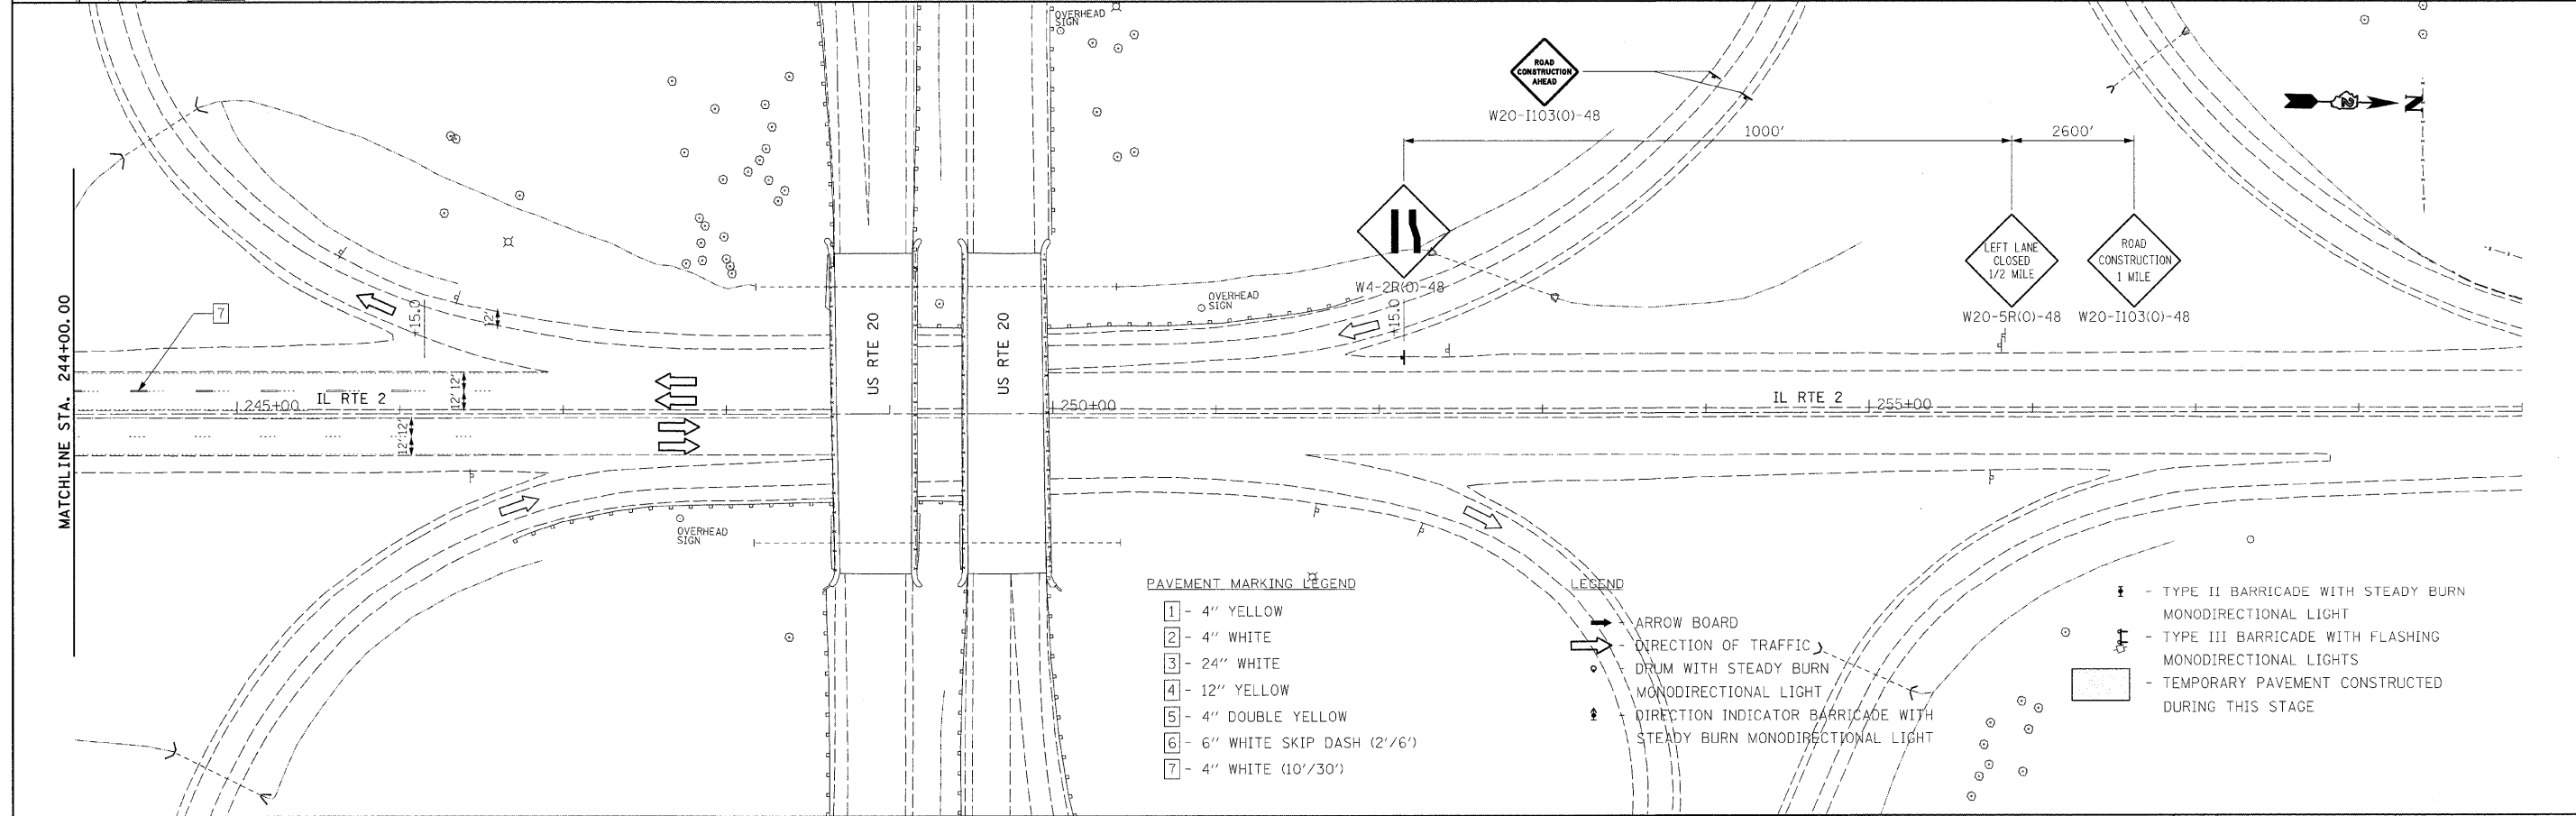 OVERHEAD
SIGN
ROAD
CONSTRUCTION
AHEAD
W20-I103(O)-48
1000'
2600'
N
W4-2R(O)-48
+15.0
LEFT LANE
CLOSED
1/2 MILE
W20-5R(O)-48
ROAD
CONSTRUCTION
1 MILE
W20-I103(O)-48
OVERHEAD
SIGN
MATCHLINE STA. 244+00.00
7
+15.0
12'
12'
12'
12'
12'
245+00
IL RTE 2
US RTE 20
US RTE 20
250+00
IL RTE 2
255+00
OVERHEAD
SIGN
PAVEMENT MARKING LEGEND
1 - 4" YELLOW
2 - 4" WHITE
3 - 24" WHITE
4 - 12" YELLOW
5 - 4" DOUBLE YELLOW
6 - 6" WHITE SKIP DASH (2'/6')
7 - 4" WHITE (10'/30')
LEGEND
- ARROW BOARD
- DIRECTION OF TRAFFIC
- DRUM WITH STEADY BURN
MONODIRECTIONAL LIGHT
- DIRECTION INDICATOR BARRICADE WITH
STEADY BURN MONODIRECTIONAL LIGHT
- TYPE II BARRICADE WITH STEADY BURN
MONODIRECTIONAL LIGHT
- TYPE III BARRICADE WITH FLASHING
MONODIRECTIONAL LIGHTS
- TEMPORARY PAVEMENT CONSTRUCTED
DURING THIS STAGE